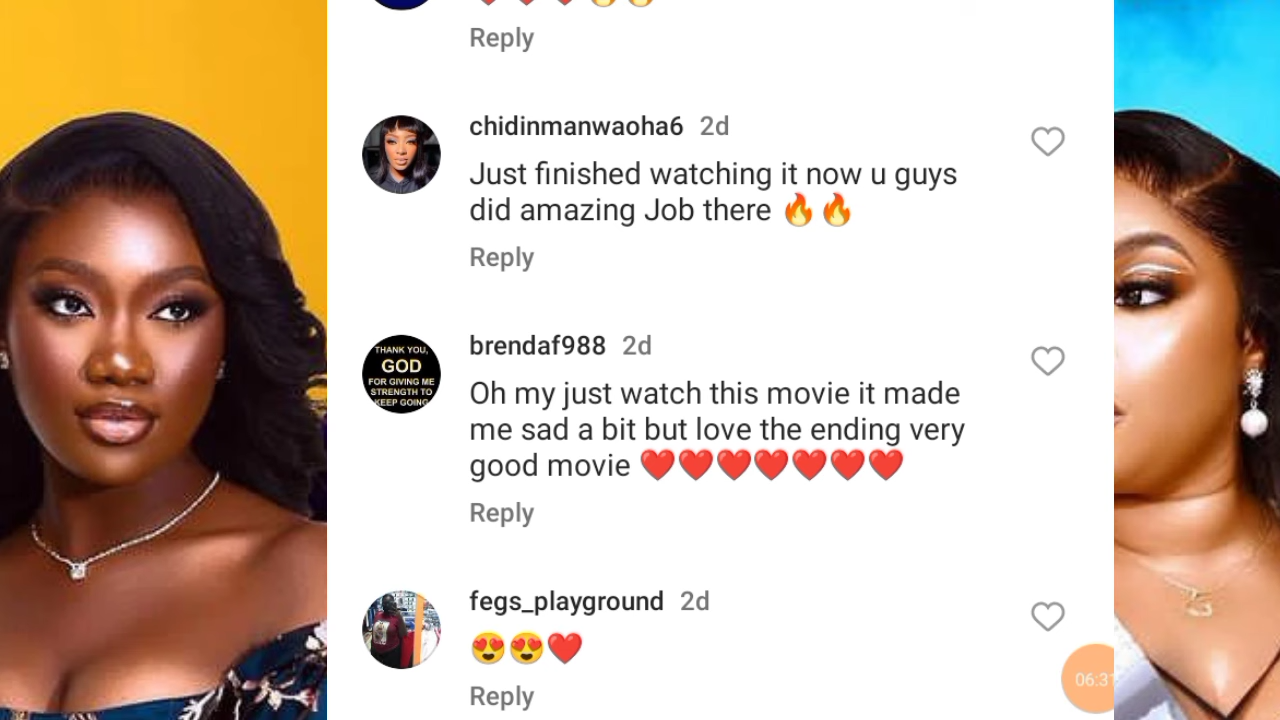 Reply
chidinmanwaoha6 2d
Just finished watching it now u guys
did amazing Job there 🔥🔥
Reply
THANK YOU,
GOD
FOR GIVING ME
STRENGTH TO
KEEP GOING
brendaf988 2d
Oh my just watch this movie it made
me sad a bit but love the ending very
good movie ❤️❤️❤️❤️❤️❤️❤️
Reply
fegs_playground 2d
😍😍❤️
Reply
06:31